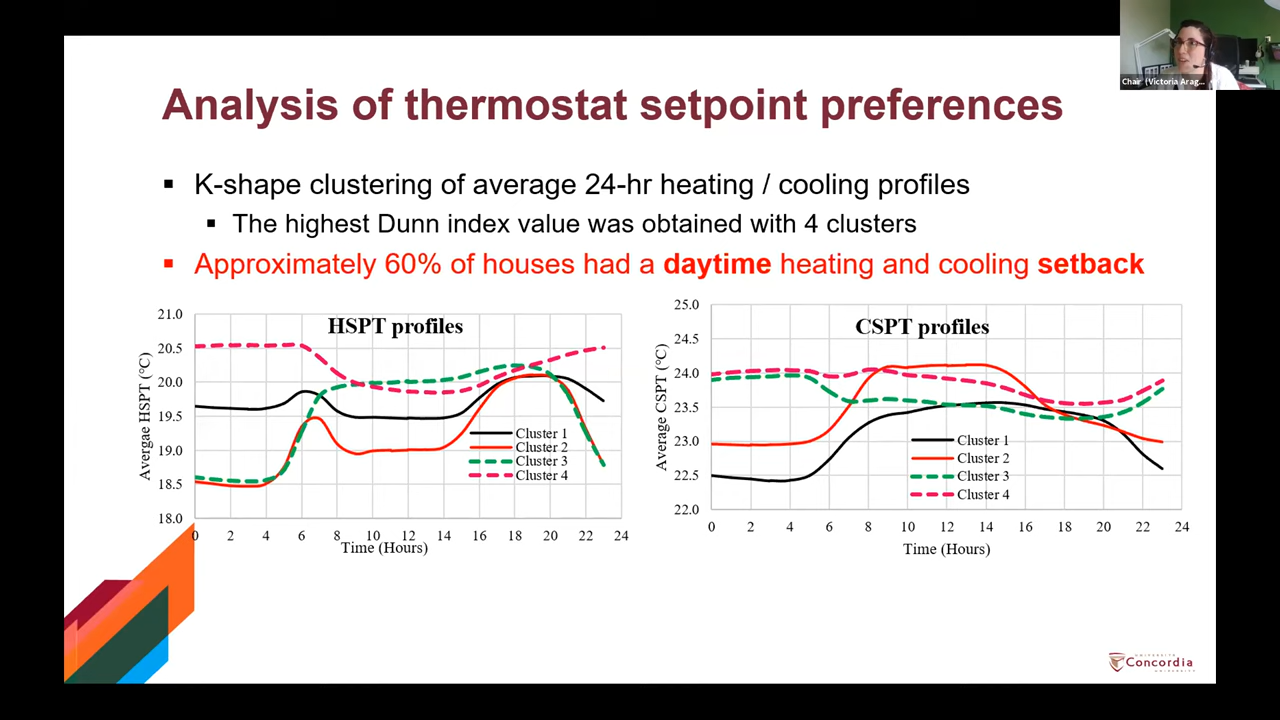 Chair (Victoria Arag...
Analysis of thermostat setpoint preferences
▪ K-shape clustering of average 24-hr heating / cooling profiles
▪ The highest Dunn index value was obtained with 4 clusters
▪ Approximately 60% of houses had a daytime heating and cooling setback
HSPT profiles
Avergae HSPT (°C)
21.0
20.5
20.0
19.5
19.0
18.5
18.0
0 2 4 6 8 10 12 14 16 18 20 22 24
Time (Hours)
Cluster 1
Cluster 2
Cluster 3
Cluster 4
CSPT profiles
Average CSPT (°C)
25.0
24.5
24.0
23.5
23.0
22.5
22.0
0 2 4 6 8 10 12 14 16 18 20 22 24
Time (Hours)
Cluster 1
Cluster 2
Cluster 3
Cluster 4
UNIVERSITÉ
Concordia
UNIVERSITY